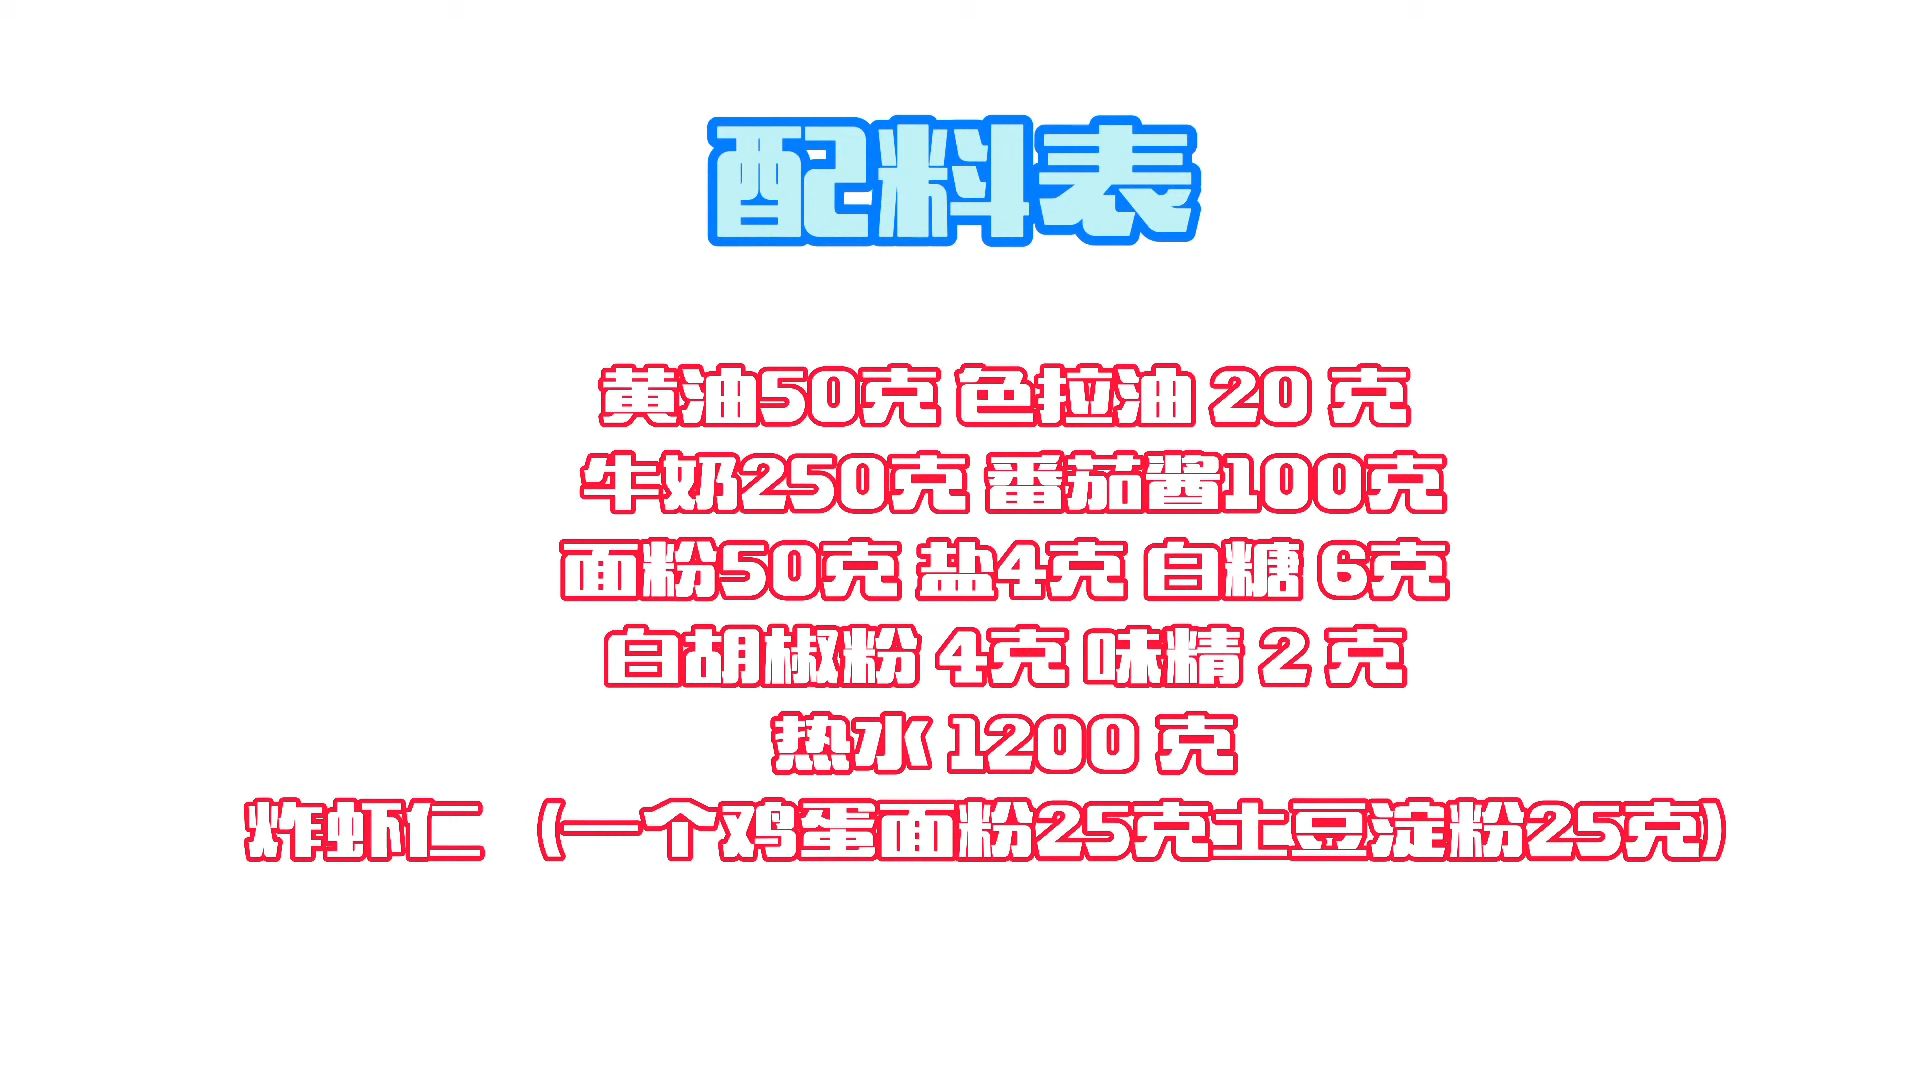 配料表
黄油50克 色拉油 20 克
牛奶250克 番茄酱100克
面粉50克 盐4克 白糖 6克
白胡椒粉 4克 味精 2 克
热水 1200 克
炸虾仁（一个鸡蛋面粉25克土豆淀粉25克）